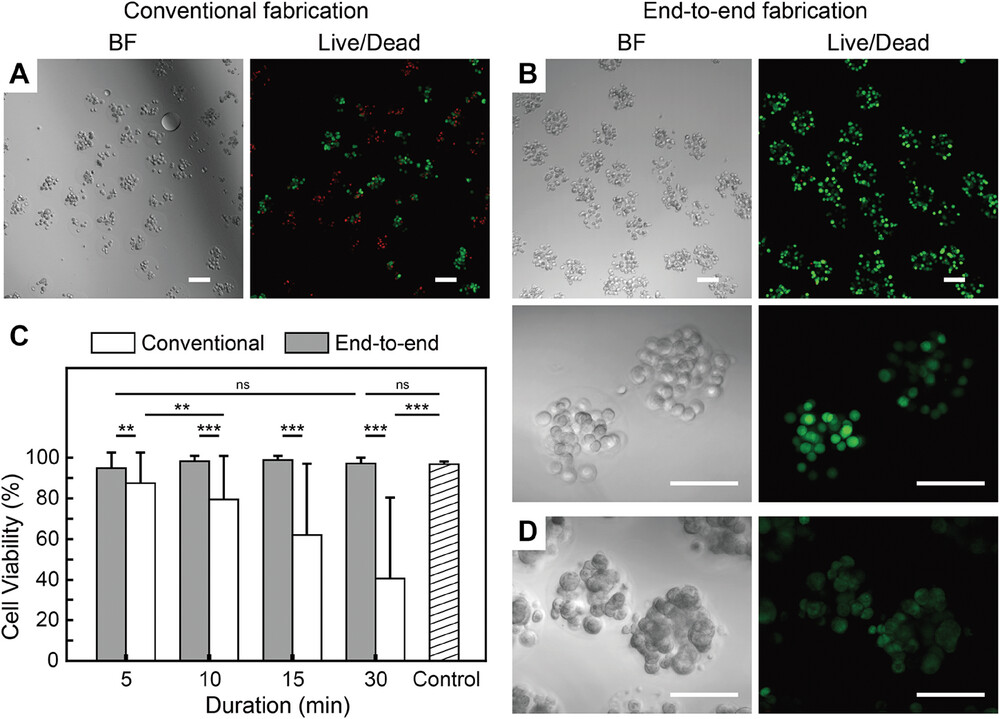 Conventional fabrication
End-to-end fabrication
BF
Live/Dead
BF
Live/Dead
A
B
C
Conventional
End-to-end
ns
ns
**
***
**
***
***
***
100
80
60
40
20
0
Cell Viability (%)
5
10
15
30
Control
Duration (min)
D